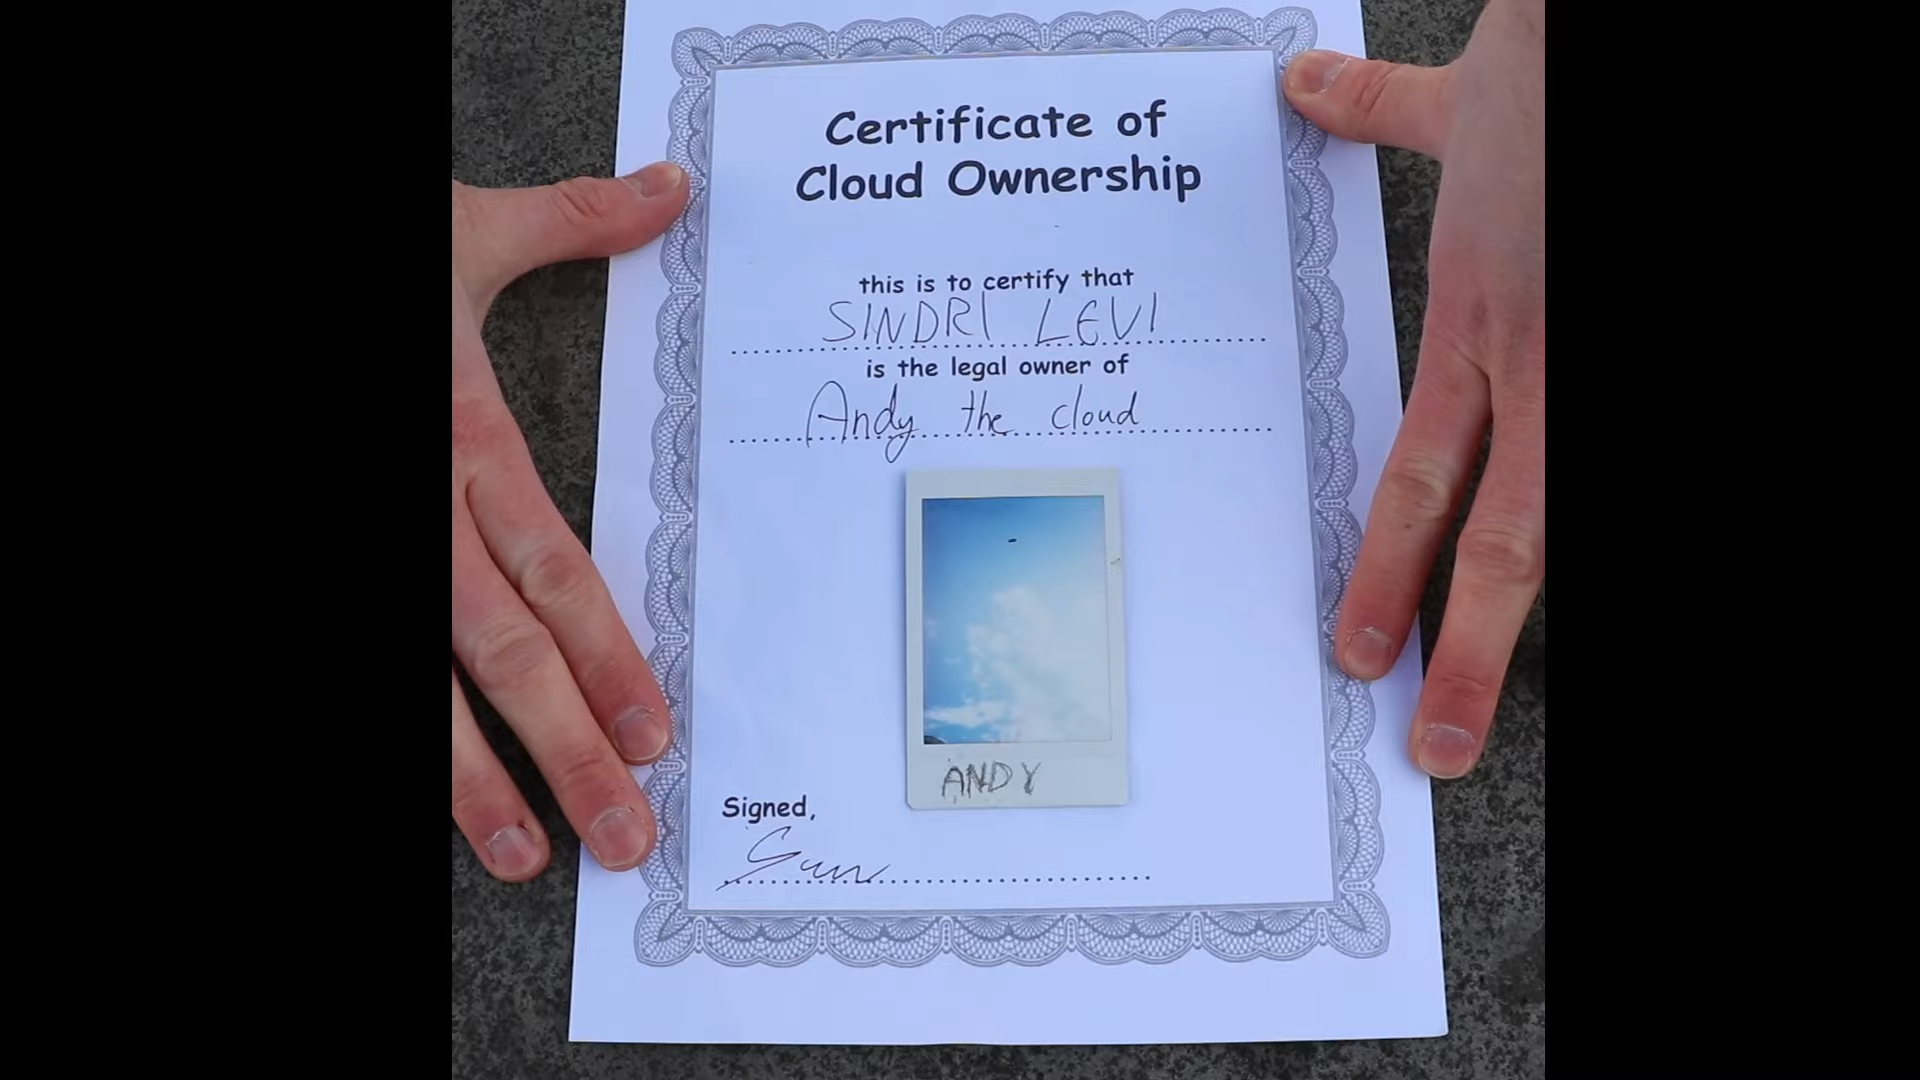 Certificate of
Cloud Ownership
this is to certify that
SINDRI LEVI
is the legal owner of
Andy the cloud
ANDY
Signed,